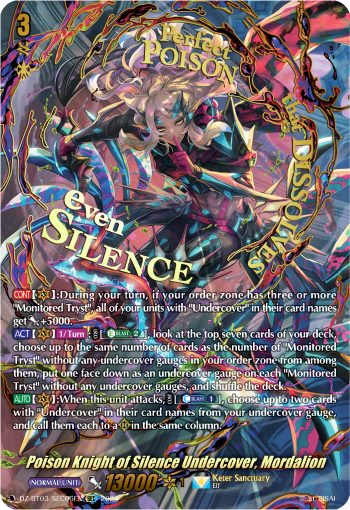 3
Perfect
POISON
that DISSOLVES
even
SILENCE
CONT【 】:During your turn, if your order zone has three or more
"Monitored Tryst", all of your units with "Undercover" in their card names
get +5000.
ACT【 】1/Turn : [ BLAST 2], look at the top seven cards of your deck,
choose up to the same number of cards as the number of "Monitored
Tryst" without any undercover gauges in your order zone from among
them, put one face down as an undercover gauge on each "Monitored
Tryst" without any undercover gauges, and shuffle the deck.
AUTO【 】:When this unit attacks, [ BLAST 1], choose up to two cards
with "Undercover" in their card names from your undercover gauge,
and call them each to a R in the same column.
Poison Knight of Silence Undercover, Mordalion
NORMAL UNIT
13000
1
Keter Sanctuary
Elf